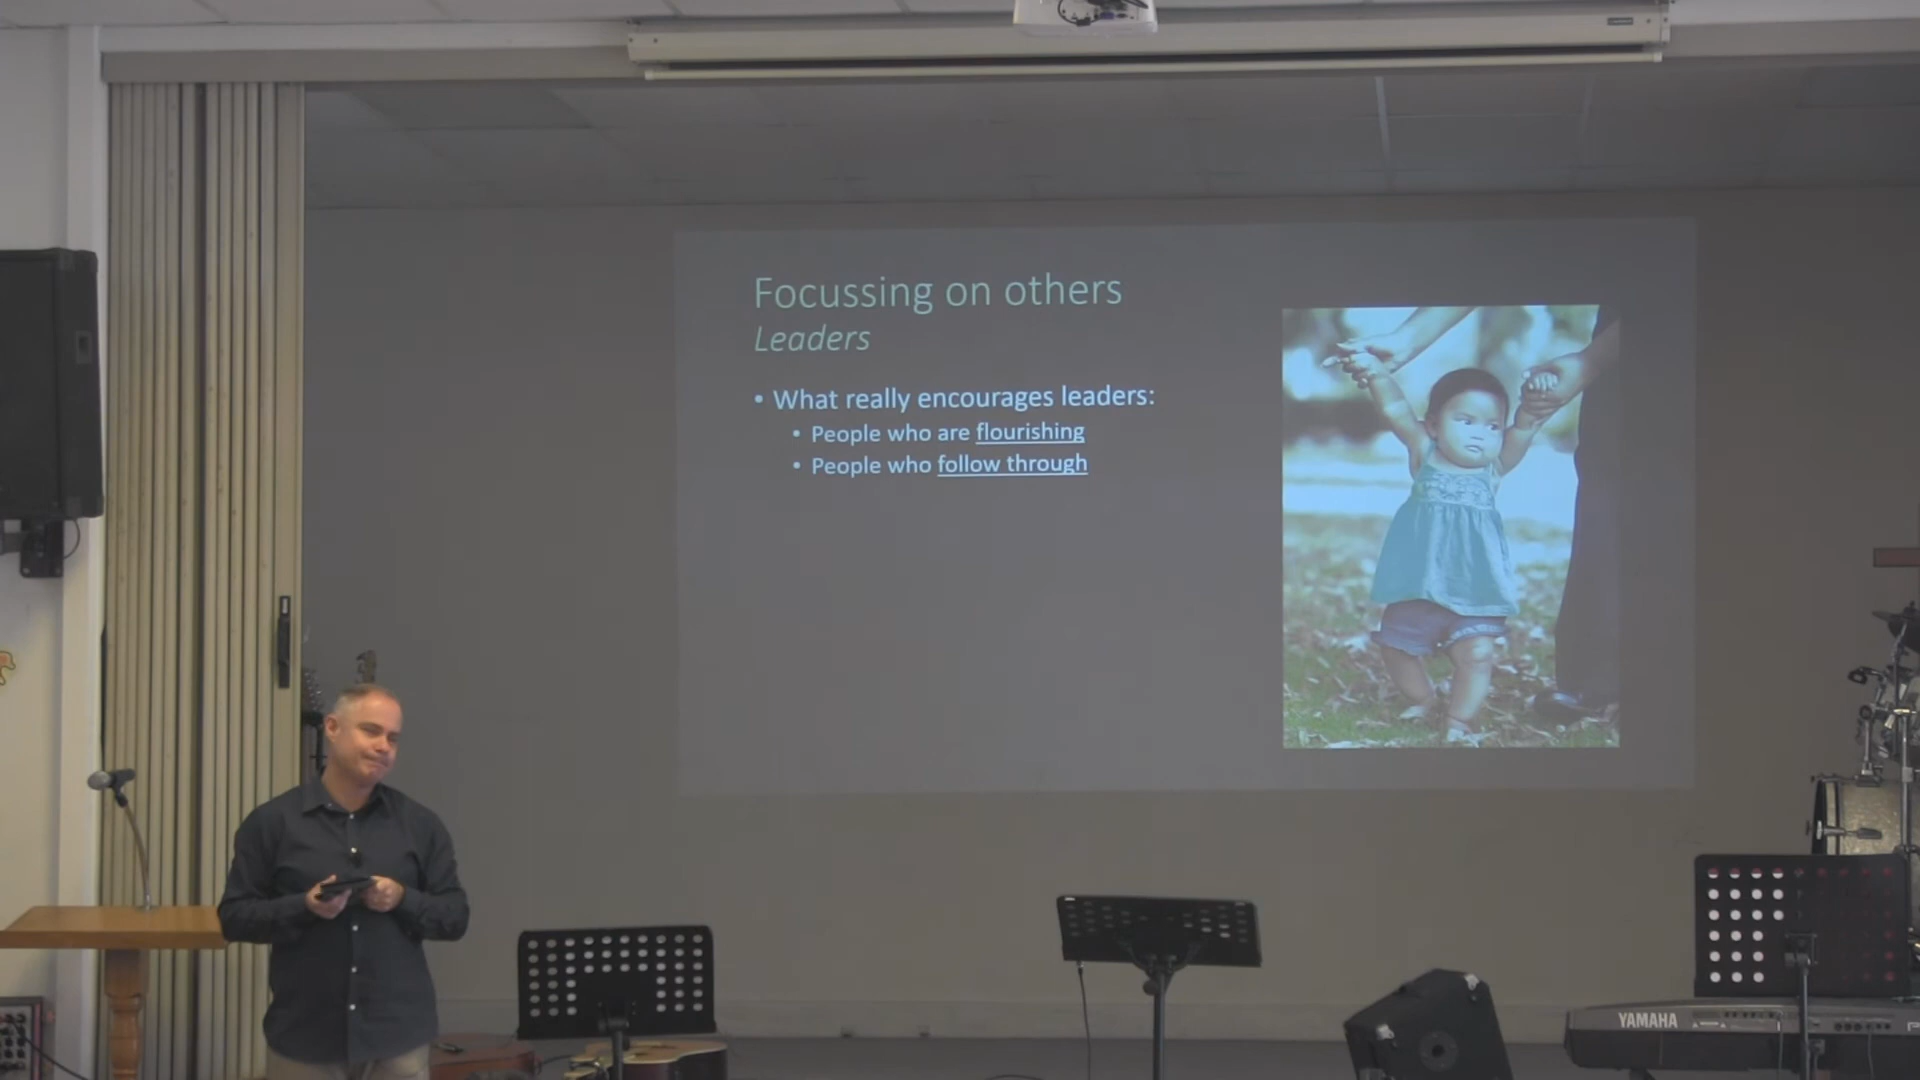 Focussing on others
Leaders
• What really encourages leaders:
• People who are flourishing
• People who follow through
YAMAHA